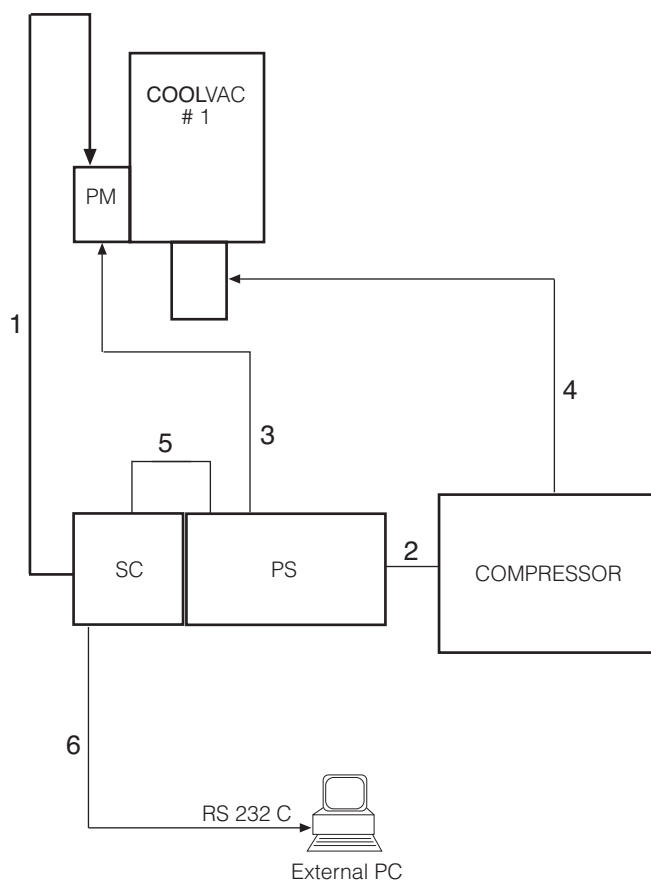 COOLVAC
# 1
PM
1
4
3
5
2
SC
PS
COMPRESSOR
6
RS 232 C
External PC